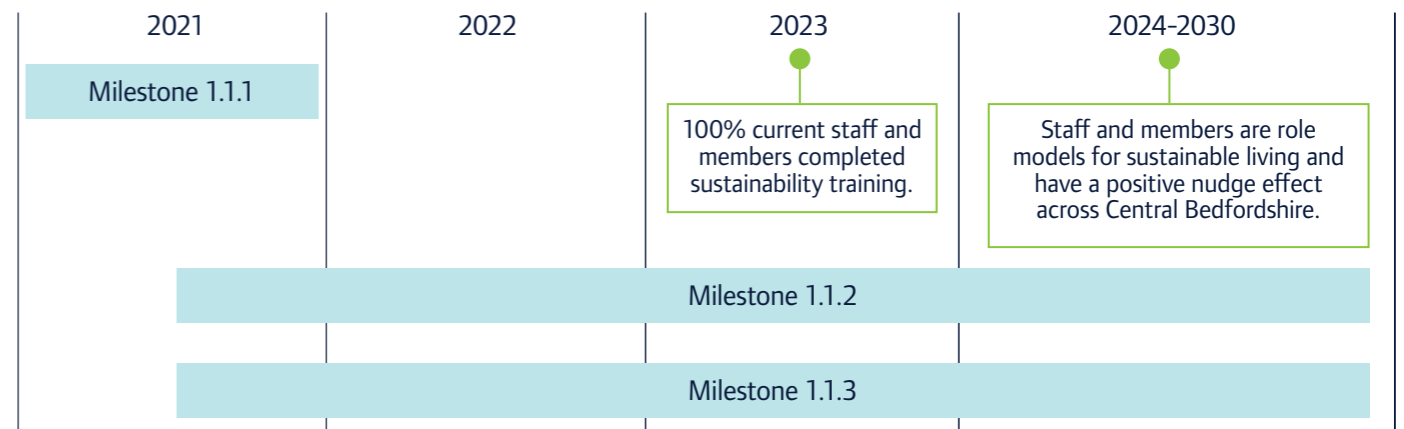 2021
2022
2023
2024-2030
Milestone 1.1.1
100% current staff and
members completed
sustainability training.
Staff and members are role
models for sustainable living and
have a positive nudge effect
across Central Bedfordshire.
Milestone 1.1.2
Milestone 1.1.3